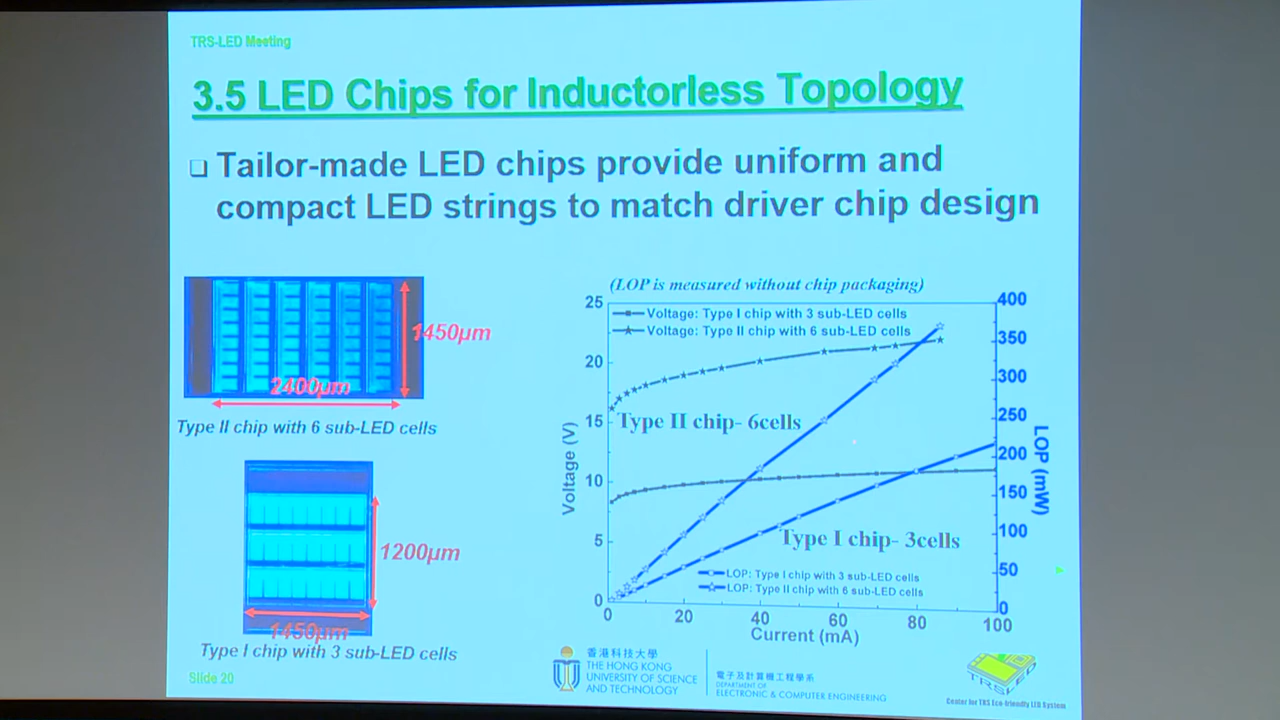 TRS-LED Meeting
3.5 LED Chips for Inductorless Topology
❑ Tailor-made LED chips provide uniform and
compact LED strings to match driver chip design
1450μm
2400μm
Type II chip with 6 sub-LED cells
1200μm
1450μm
Type I chip with 3 sub-LED cells
(LOP is measured without chip packaging)
Voltage: Type I chip with 3 sub-LED cells
Voltage: Type II chip with 6 sub-LED cells
Type II chip- 6cells
Type I chip- 3cells
LOP: Type I chip with 3 sub-LED cells
LOP: Type II chip with 6 sub-LED cells
25
20
15
10
5
0
Voltage (V)
400
350
300
250
200
150
100
50
0
LOP (mW)
0 20 40 60 80 100
Current (mA)
Slide 20
香港科技大學
THE HONG KONG
UNIVERSITY OF SCIENCE
AND TECHNOLOGY
電子及計算機工程學系
DEPARTMENT OF
ELECTRONIC & COMPUTER ENGINEERING
TRS-LED
Center for TRS Eco-friendly LED System